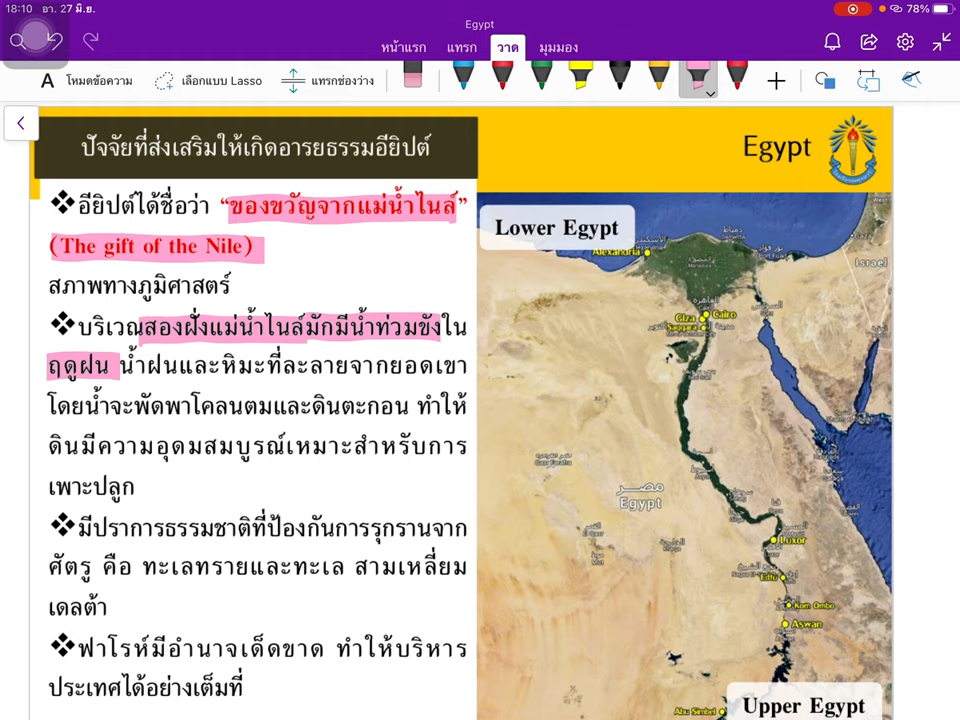 18:10 อา. 27 มิ.ย.
78%
Egypt
หน้าแรก แทรก วาด มุมมอง
A โหมดข้อความ เลือกแบบ Lasso แทรกช่องว่าง
ปัจจัยที่ส่งเสริมให้เกิดอารยธรรมอียิปต์
Egypt
❖อียิปต์ได้ชื่อว่า “ของขวัญจากแม่น้ำไนล์”
(The gift of the Nile)
สภาพทางภูมิศาสตร์
❖บริเวณสองฝั่งแม่น้ำไนล์มักมีน้ำท่วมขังใน
ฤดูฝน น้ำฝนและหิมะที่ละลายจากยอดเขา
โดยน้ำจะพัดพาโคลนตมและดินตะกอน ทำให้
ดินมีความอุดมสมบูรณ์เหมาะสำหรับการ
เพาะปลูก
❖มีปราการธรรมชาติที่ป้องกันการรุกรานจาก
ศัตรู คือ ทะเลทรายและทะเล สามเหลี่ยม
เดลต้า
❖ฟาโรห์มีอำนาจเด็ดขาด ทำให้บริหาร
ประเทศได้อย่างเต็มที่
Lower Egypt
Alexandria
دمياط
Gaza
Israel
القاهرة
Cairo
Giza
Saqqara
مصر
Egypt
Luxor
Edfu
Kom Ombo
Aswan
Abu Simbel
Upper Egypt